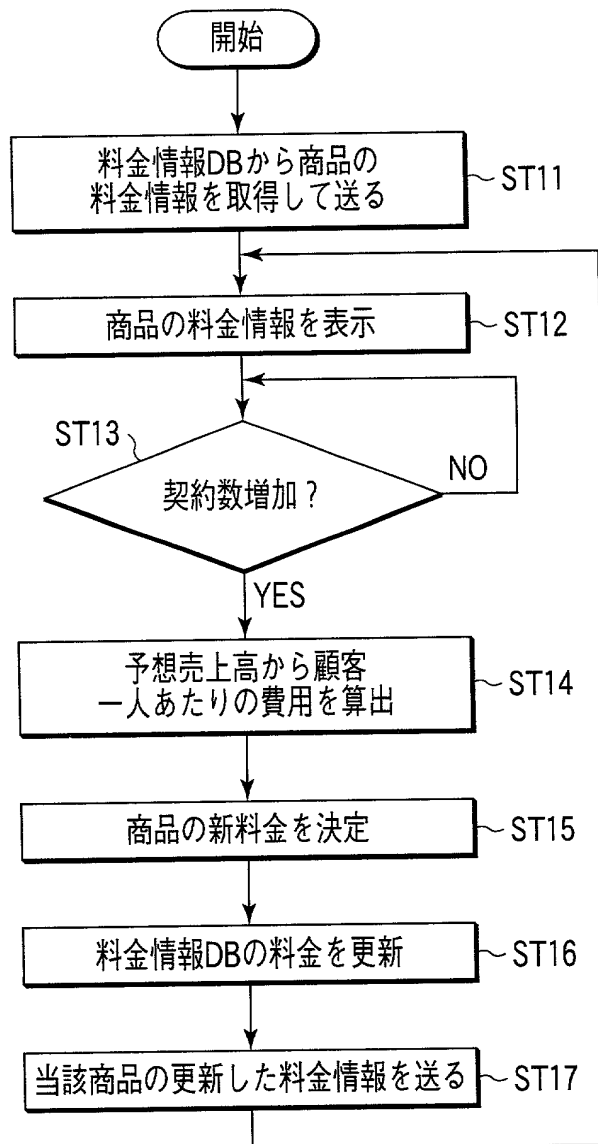 開始
料金情報DBから商品の
料金情報を取得して送る
ST11
商品の料金情報を表示
ST12
ST13
契約数増加？
NO
YES
予想売上高から顧客
一人あたりの費用を算出
ST14
商品の新料金を決定
ST15
料金情報DBの料金を更新
ST16
当該商品の更新した料金情報を送る
ST17